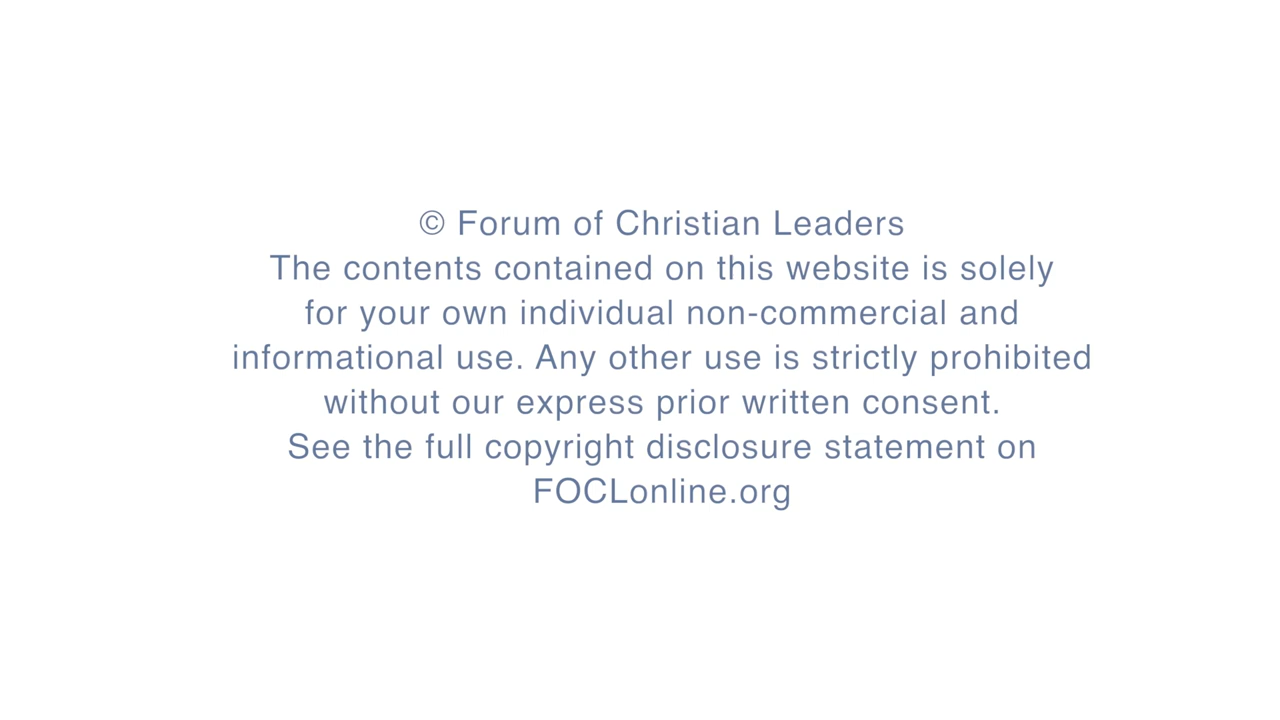 © Forum of Christian Leaders
The contents contained on this website is solely
for your own individual non-commercial and
informational use. Any other use is strictly prohibited
without our express prior written consent.
See the full copyright disclosure statement on
FOCLonline.org